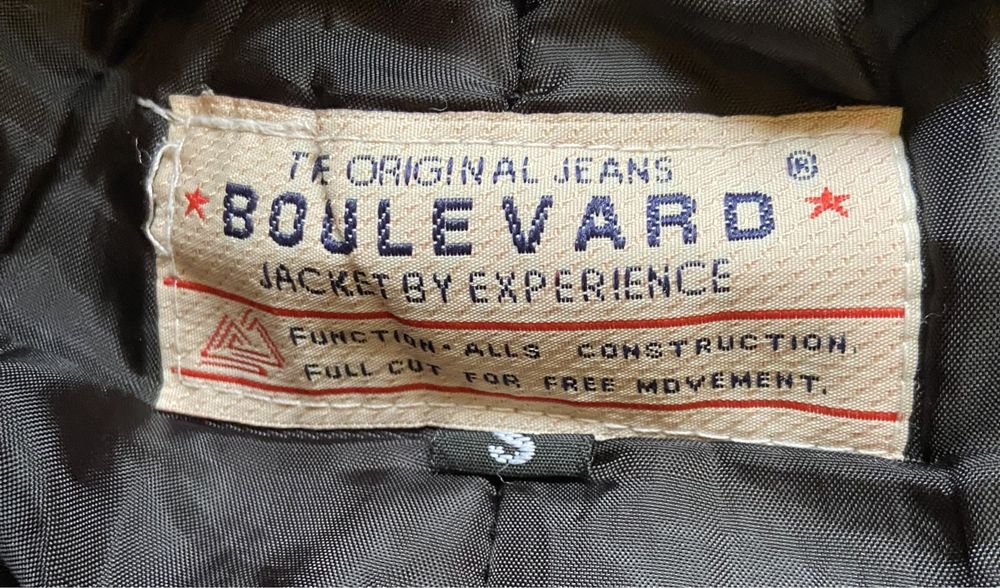 TE ORIGINAL JEANS ®
BOULEVARD
JACKET BY EXPERIENCE
FUNCTION-ALLS CONSTRUCTION.
FULL CUT FOR FREE MOVEMENT.
S